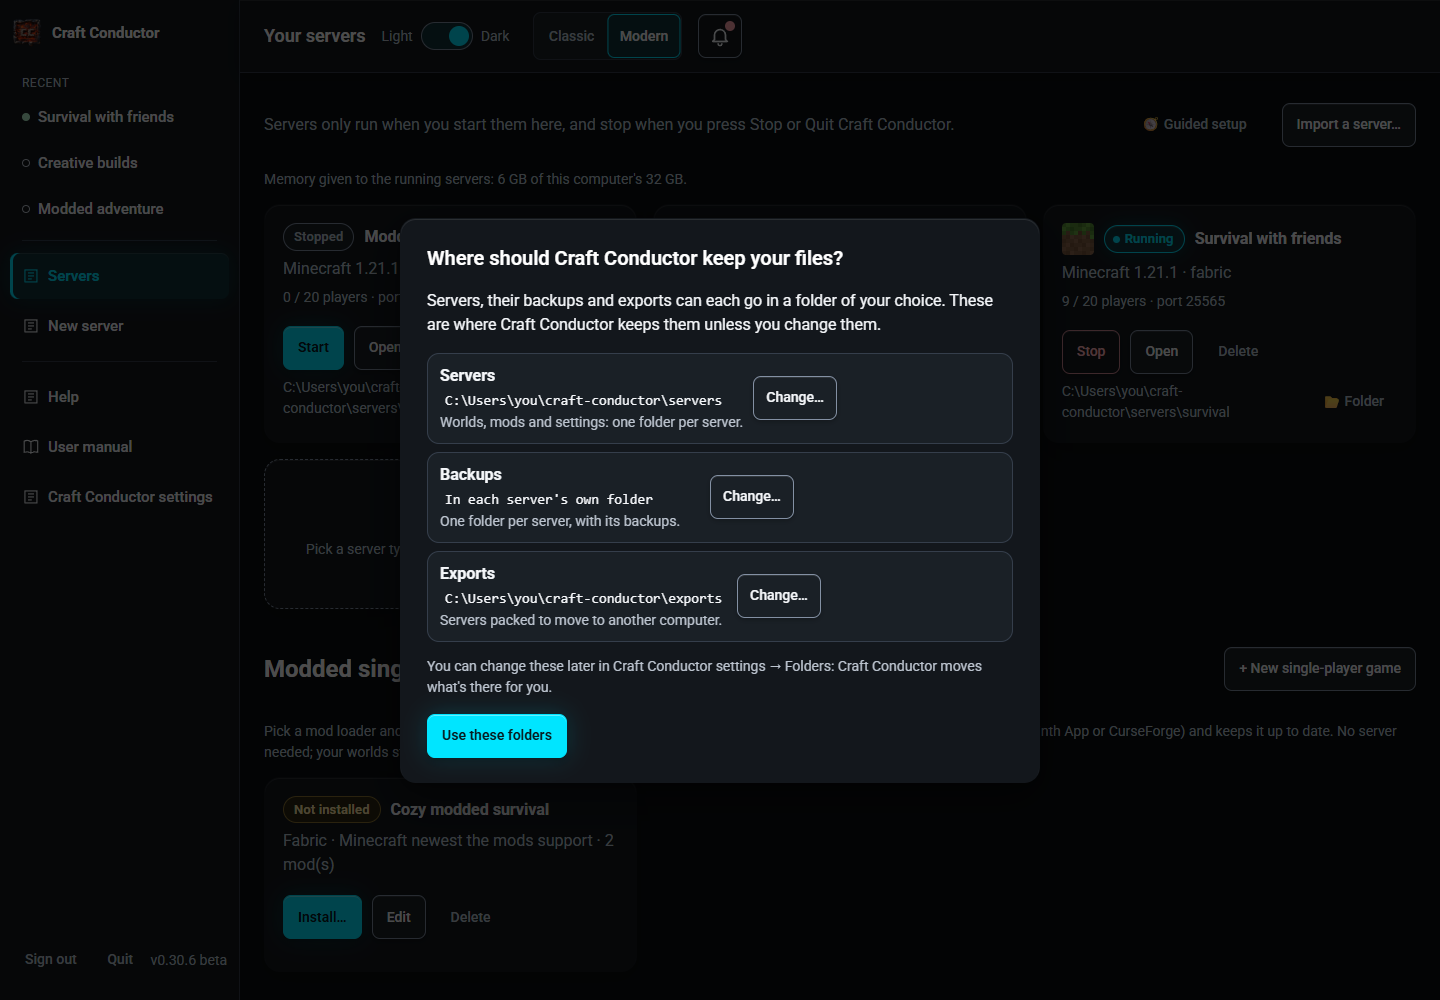 Craft Conductor
RECENT
Survival with friends
Creative builds
Modded adventure
Servers
New server
Help
User manual
Craft Conductor settings
Sign out
Quit
v0.30.6 beta
Your servers
Light
Dark
Classic
Modern
Servers only run when you start them here, and stop when you press Stop or Quit Craft Conductor.
Guided setup
Import a server…
Memory given to the running servers: 6 GB of this computer's 32 GB.
Stopped
Minecraft 1.21.1
0 / 20 players
Start
Open
C:\Users\you\craft
conductor\servers\
Running
Survival with friends
Minecraft 1.21.1 · fabric
9 / 20 players · port 25565
Stop
Open
Delete
C:\Users\you\craft-
conductor\servers\survival
Folder
Pick a server
Where should Craft Conductor keep your files?
Servers, their backups and exports can each go in a folder of your choice. These
are where Craft Conductor keeps them unless you change them.
Servers
C:\Users\you\craft-conductor\servers
Worlds, mods and settings: one folder per server.
Change…
Backups
In each server's own folder
One folder per server, with its backups.
Change…
Exports
C:\Users\you\craft-conductor\exports
Servers packed to move to another computer.
Change…
You can change these later in Craft Conductor settings → Folders: Craft Conductor moves
what's there for you.
Use these folders
Modded
+ New single-player game
Pick a mod loader
App or CurseForge) and keeps it up to date. No server
needed; your worlds
Not installed
Cozy modded survival
Fabric · Minecraft newest the mods support · 2
mod(s)
Install…
Edit
Delete